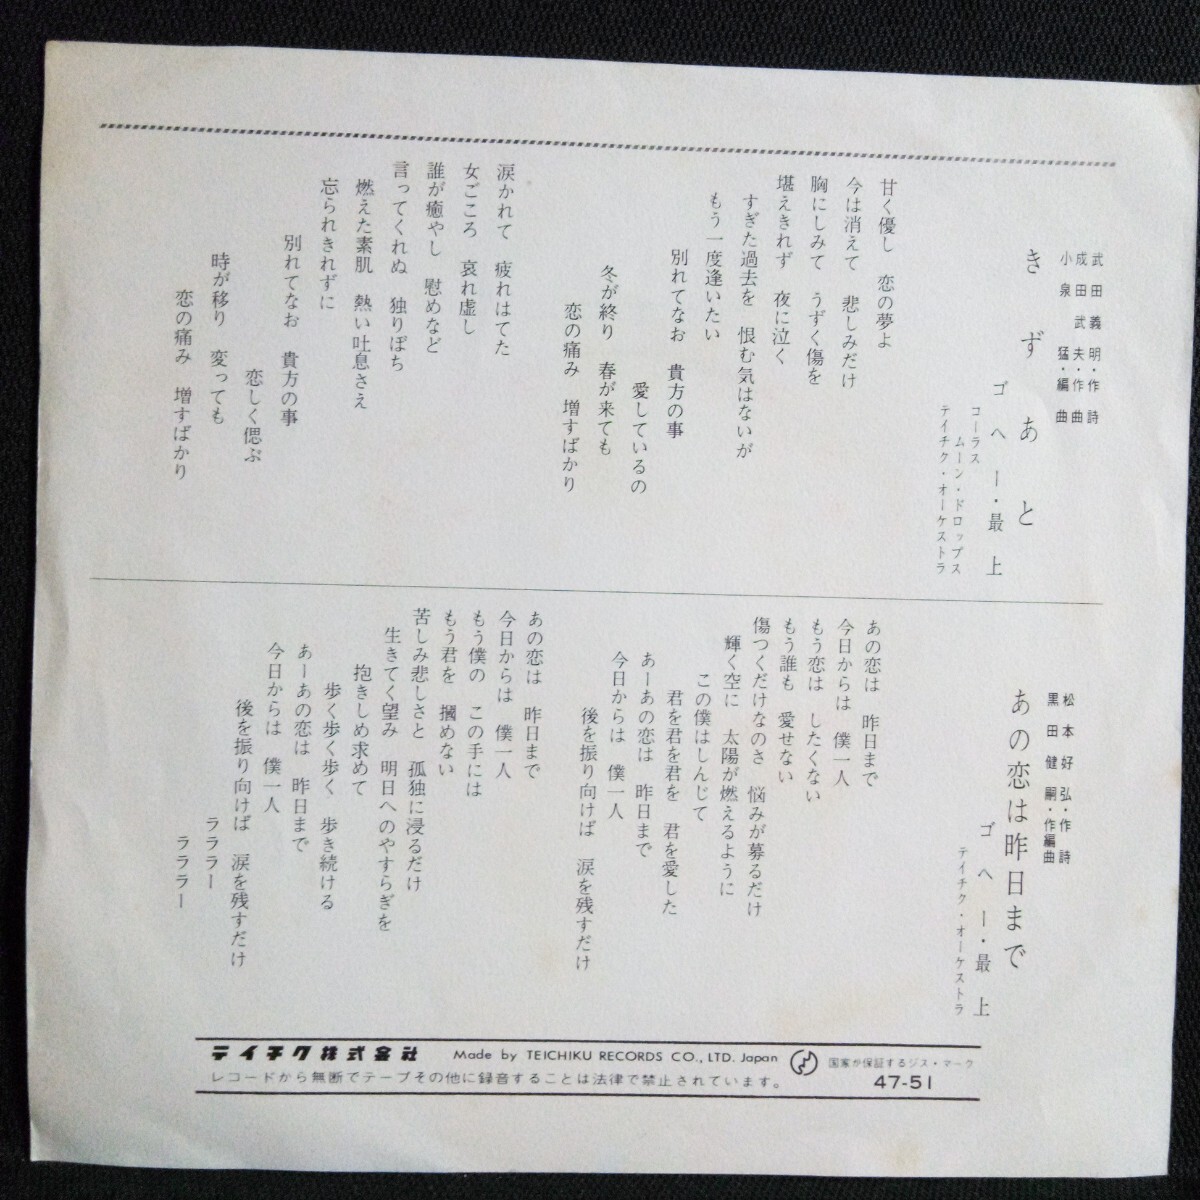 武田義明・作詩
成田武夫・作曲
小泉猛・編曲
きずあと
ゴヘー・最上
コーラス ムーン・ドロップス
テイチク・オーケストラ
甘く優し 恋の夢よ
今は消えて 悲しみだけ
胸にしみて うずく傷を
堪えきれず 夜に泣く
すぎた過去を 恨む気はないが
もう一度逢いたい
別れてなお 貴方の事
愛しているの
冬が終り 春が来ても
恋の痛み 増すばかり
涙かれて 疲れはてた
女ごころ 哀れ虚し
誰が癒やし 慰めなど
言ってくれぬ 独りぼち
燃えた素肌 熱い吐息さえ
忘られきれずに
別れてなお 貴方の事
恋しく偲ぶ
時が移り 変っても
恋の痛み 増すばかり
松本好弘・作詩
黒田健嗣・作編曲
あの恋は昨日まで
ゴヘー・最上
テイチク・オーケストラ
あの恋は 昨日まで
今日からは 僕一人
もう恋は したくない
もう誰も 愛せない
傷つくだけなのさ 悩みが募るだけ
輝く空に 太陽が燃えるように
この僕はしんじて
君を君を君を 君を愛した
あーあの恋は 昨日まで
今日からは 僕一人
後を振り向けば 涙を残すだけ
あの恋は 昨日まで
今日からは 僕一人
もう僕の この手には
もう君を 摑めない
苦しみ悲しさと 孤独に浸るだけ
生きてく望み 明日へのやすらぎを
抱きしめ求めて
歩く歩く歩く 歩き続ける
あーあの恋は 昨日まで
今日からは 僕一人
後を振り向けば 涙を残すだけ
ラララー
ラララー
テイチク株式会社 Made by TEICHIKU RECORDS CO., LTD. Japan 国家が保証するジス・マーク
レコードから無断でテープその他に録音することは法律で禁止されています。 47-51